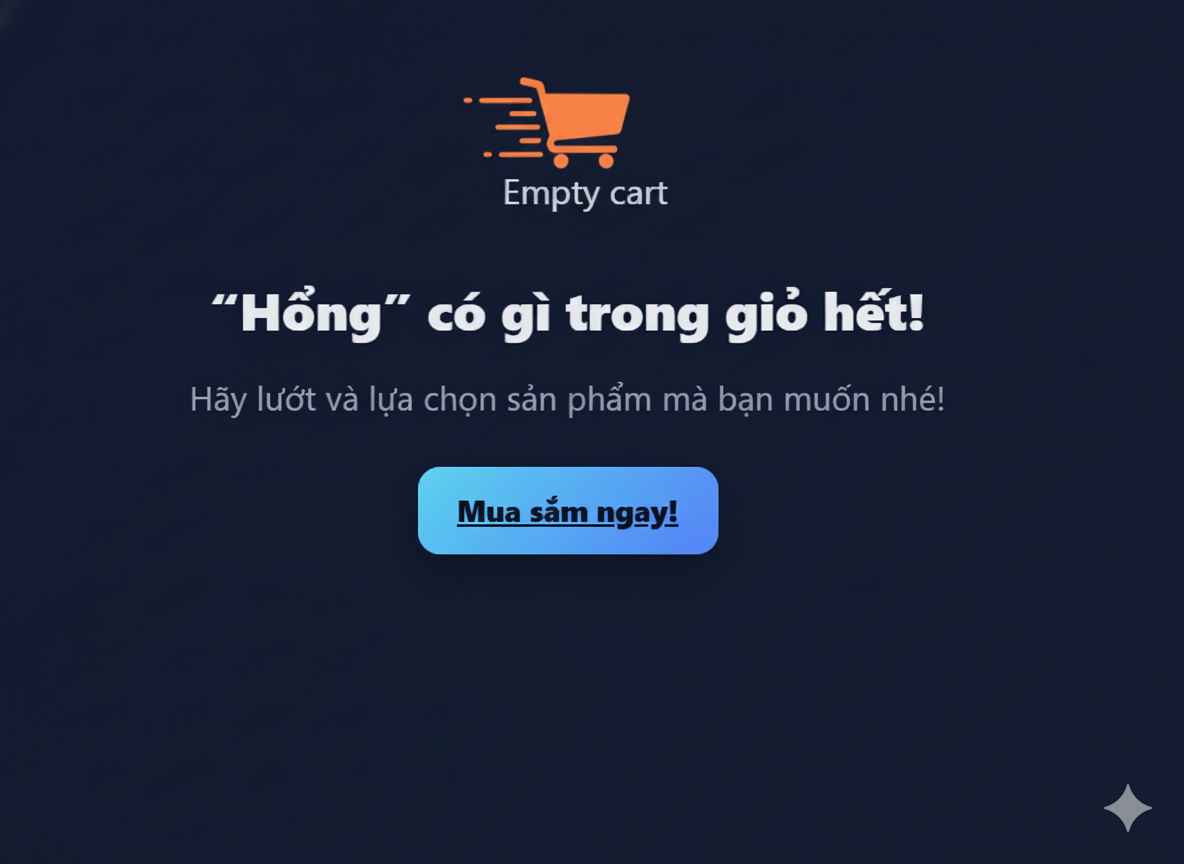 Empty cart
“Hổng” có gì trong giỏ hết!
Hãy lướt và lựa chọn sản phẩm mà bạn muốn nhé!
Mua sắm ngay!